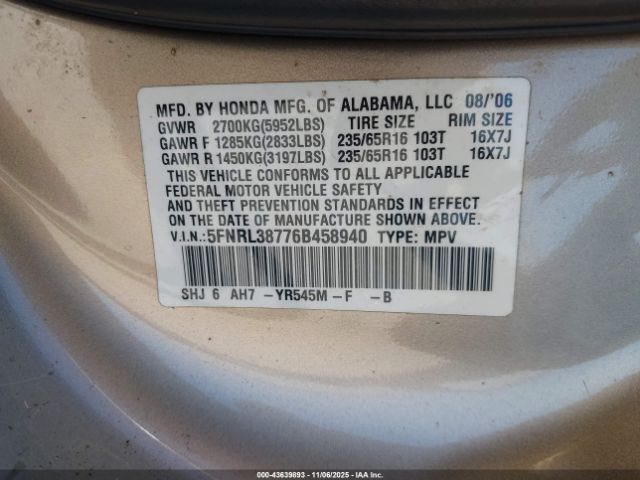 MFD. BY HONDA MFG. OF ALABAMA, LLC 08/'06
GVWR 2700KG(5952LBS) TIRE SIZE RIM SIZE
GAWR F 1285KG(2833LBS) 235/65R16 103T 16X7J
GAWR R 1450KG(3197LBS) 235/65R16 103T 16X7J
THIS VEHICLE CONFORMS TO ALL APPLICABLE
FEDERAL MOTOR VEHICLE SAFETY
AND THEFT PREVENTION STANDARDS IN EFFECT
ON THE DATE OF MANUFACTURE SHOWN ABOVE.
V.I.N.: 5FNRL38776B458940 TYPE: MPV
SHJ 6 AH7 -YR545M-F -B
000-43639893 - 11/06/2025 - IAAI.COM